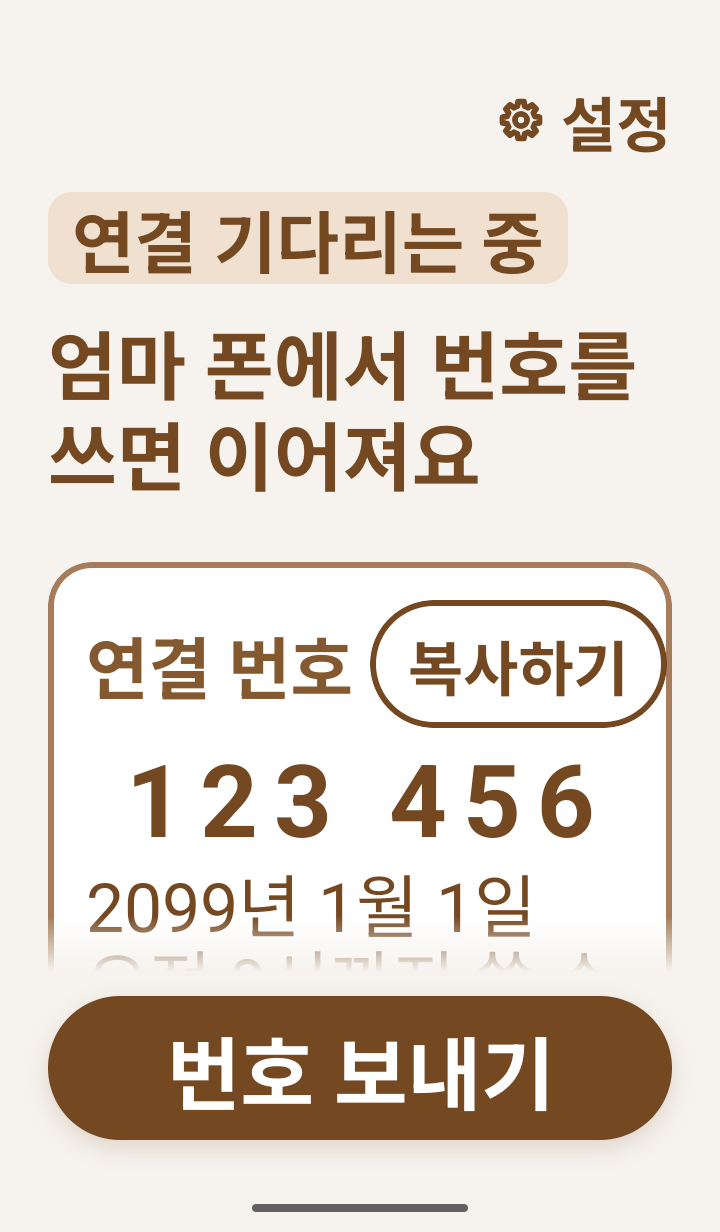 설정
연결 기다리는 중
엄마 폰에서 번호를
쓰면 이어져요
연결 번호 복사하기
123 456
2099년 1월 1일
번호 보내기